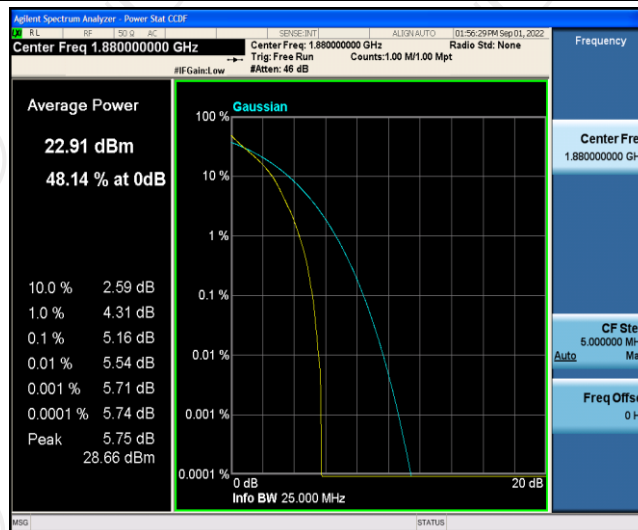 Agilent Spectrum Analyzer - Power Stat CCDF
RL RF 50 Ω AC SENSE:INT ALIGN AUTO 01:56:29 PM Sep 01, 2022
Center Freq 1.880000000 GHz
Center Freq: 1.880000000 GHz Radio Std: None
Trig: Free Run Counts:1.00 M/1.00 Mpt
#IFGain:Low #Atten: 46 dB
Frequency
Average Power
22.91 dBm
48.14 % at 0dB
10.0 % 2.59 dB
1.0 % 4.31 dB
0.1 % 5.16 dB
0.01 % 5.54 dB
0.001 % 5.71 dB
0.0001 % 5.74 dB
Peak 5.75 dB
28.66 dBm
Gaussian
100 %
10 %
1 %
0.1 %
0.01 %
0.001 %
0.0001 %
0 dB 20 dB
Info BW 25.000 MHz
Center Fre
1.880000000 GH
CF Ste
5.000000 MH
Auto Ma
Freq Offse
0 H
MSG STATUS